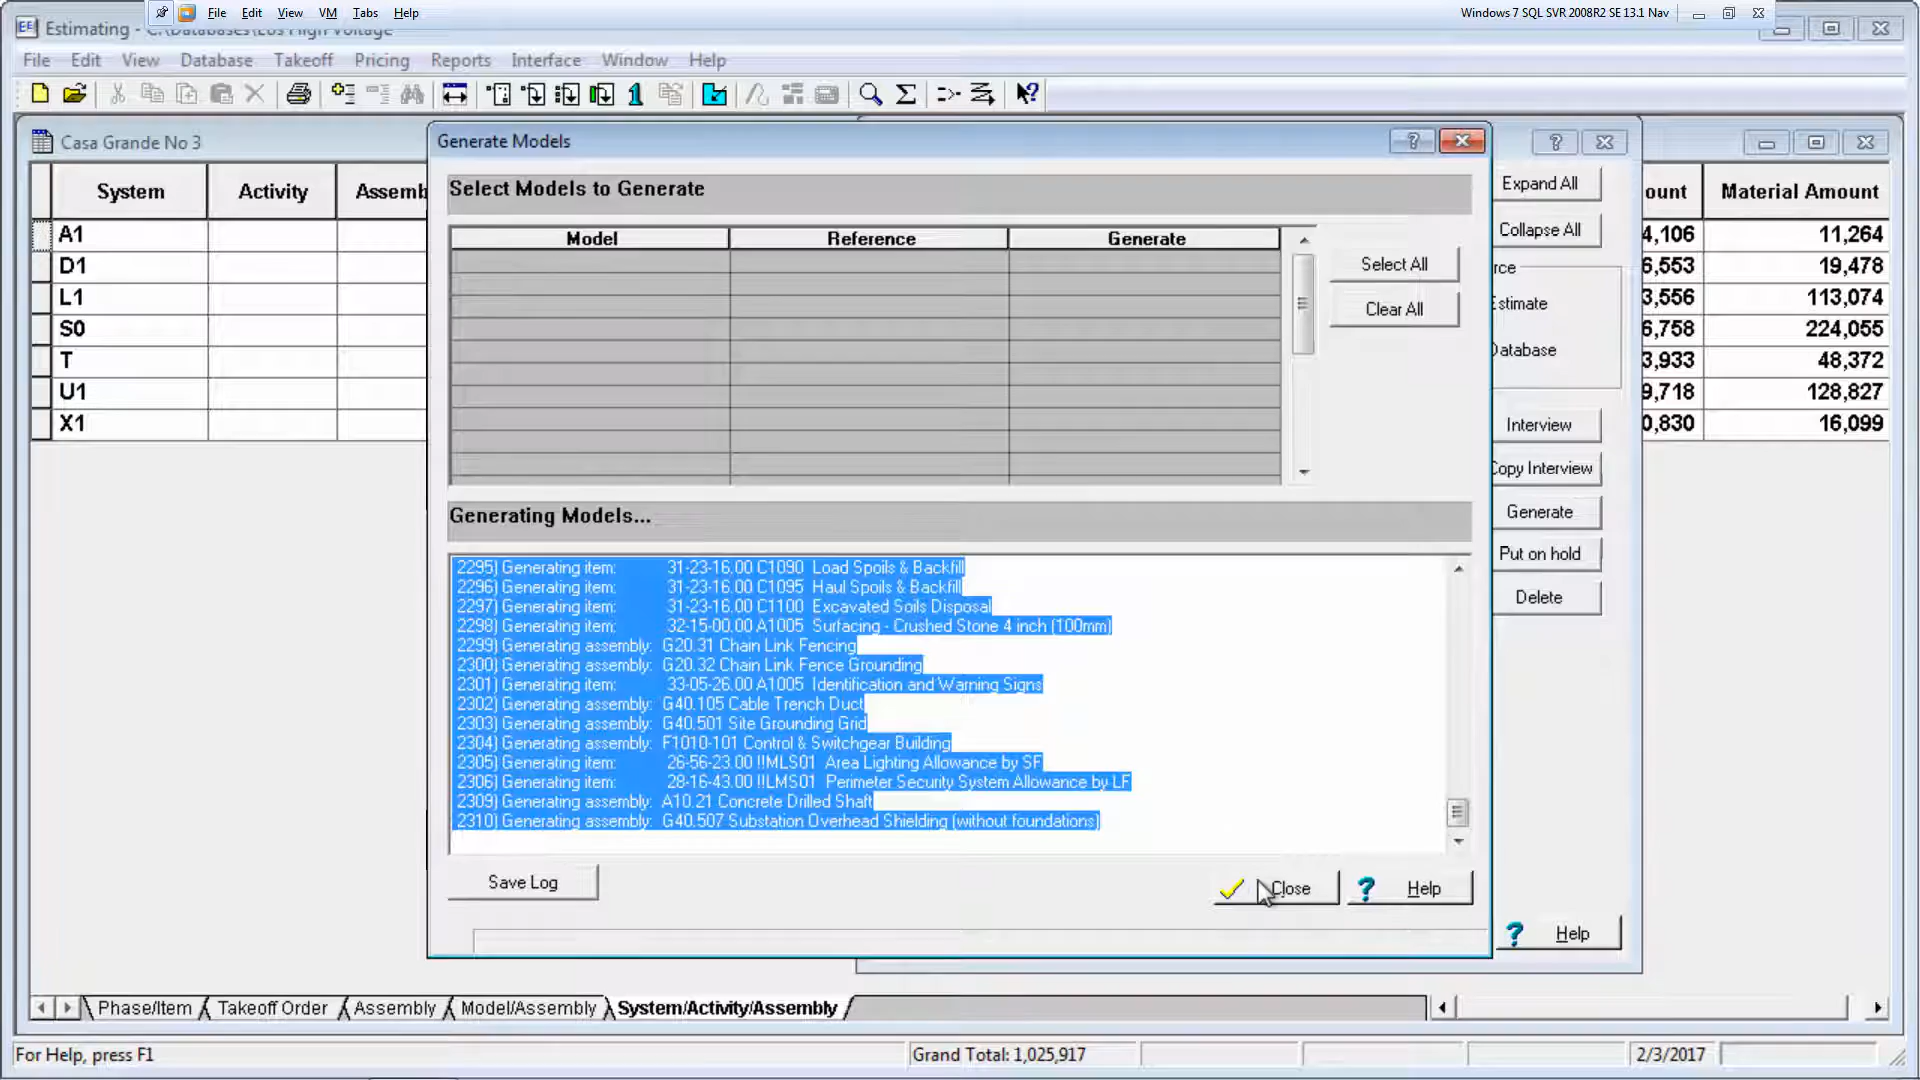 File Edit View VM Tabs Help
Windows 7 SQL SVR 2008R2 SE 13.1 Nav
Estimating - C:\Databases\Eos High Voltage
File Edit View Database Takeoff Pricing Reports Interface Window Help
Casa Grande No 3
Generate Models
System Activity Assemb
ount Material Amount
A1 4,106 11,264
D1 6,553 19,478
L1 3,556 113,074
S0 6,758 224,055
T 3,933 48,372
U1 9,718 128,827
X1 0,830 16,099
Select Models to Generate
Model Reference Generate
Select All
Clear All
Expand All
Collapse All
rce
Estimate
Database
Interview
Copy Interview
Generate
Put on hold
Delete
Help
Generating Models...
2295) Generating item: 31-23-16.00 C1090 Load Spoils & Backfill
2296) Generating item: 31-23-16.00 C1095 Haul Spoils & Backfill
2297) Generating item: 31-23-16.00 C1100 Excavated Soils Disposal
2298) Generating item: 32-15-00.00 A1005 Surfacing - Crushed Stone 4 inch (100mm)
2299) Generating assembly: G20.31 Chain Link Fencing
2300) Generating assembly: G20.32 Chain Link Fence Grounding
2301) Generating item: 33-05-26.00 A1005 Identification and Warning Signs
2302) Generating assembly: G40.105 Cable Trench Duct
2303) Generating assembly: G40.501 Site Grounding Grid
2304) Generating assembly: F1010-101 Control & Switchgear Building
2305) Generating item: 26-56-23.00 !!MLS01 Area Lighting Allowance by SF
2306) Generating item: 28-16-43.00 !!LMS01 Perimeter Security System Allowance by LF
2309) Generating assembly: A10.21 Concrete Drilled Shaft
2310) Generating assembly: G40.507 Substation Overhead Shielding (without foundations)
Save Log
Close
Help
Phase/Item Takeoff Order Assembly Model/Assembly System/Activity/Assembly
For Help, press F1
Grand Total: 1,025,917
2/3/2017